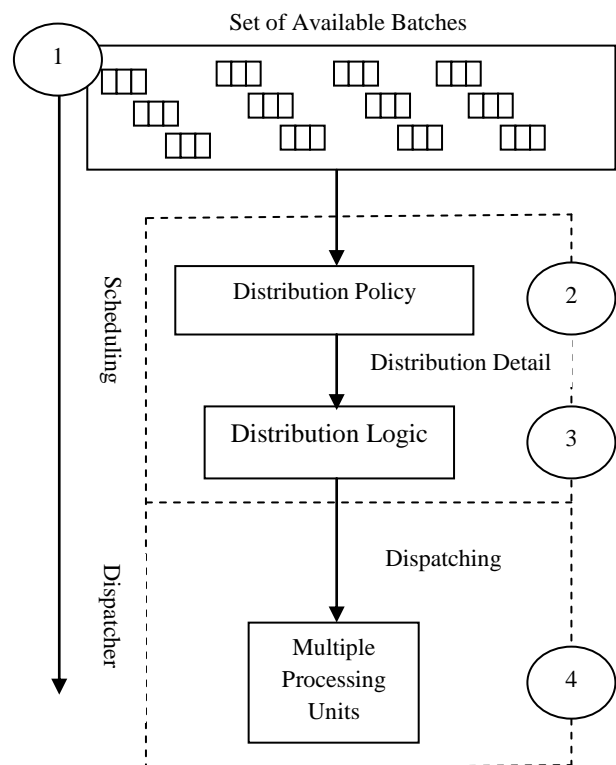 Set of Available Batches
1
Scheduling
Distribution Policy
2
Distribution Detail
Distribution Logic
3
Dispatching
Dispatcher
Multiple
Processing
Units
4